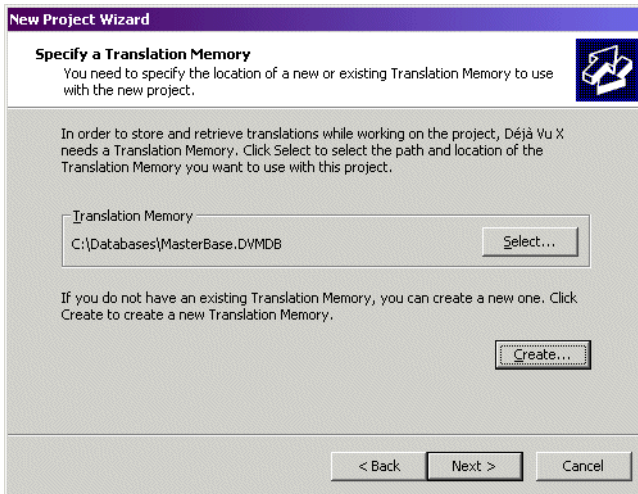 New Project Wizard
Specify a Translation Memory
You need to specify the location of a new or existing Translation Memory to use
with the new project.
In order to store and retrieve translations while working on the project, Déjà Vu X
needs a Translation Memory. Click Select to select the path and location of the
Translation Memory you want to use with this project.
Translation Memory
C:\Databases\MasterBase.DVMDB
Select...
If you do not have an existing Translation Memory, you can create a new one. Click
Create to create a new Translation Memory.
Create...
< Back
Next >
Cancel